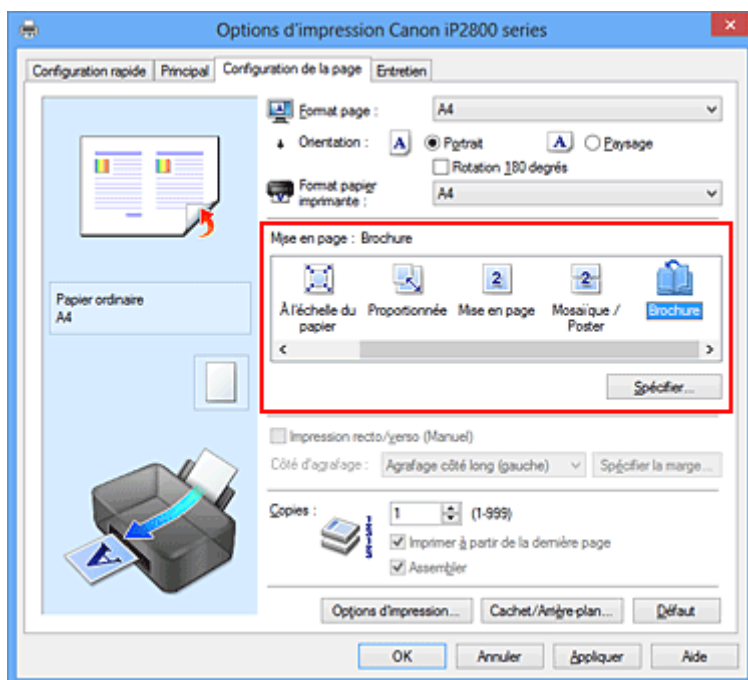 Options d'impression Canon iP2800 series
Configuration rapide Principal Configuration de la page Entretien
Format page : A4
Orientation : A Portrait A Paysage
Rotation 180 degrés
Format papier imprimante : A4
Mise en page : Brochure
À l'échelle du papier
Proportionnée
Mise en page
Mosaïque / Poster
Brochure
Spécifier...
Papier ordinaire
A4
Impression recto/verso (Manuel)
Côté d'agrafage : Agrafage côté long (gauche) Spécifier la marge...
Copies : 1 (1-999)
Imprimer à partir de la dernière page
Assembler
Options d'impression... Cachet/Arrière-plan... Défaut
OK Annuler Appliquer Aide